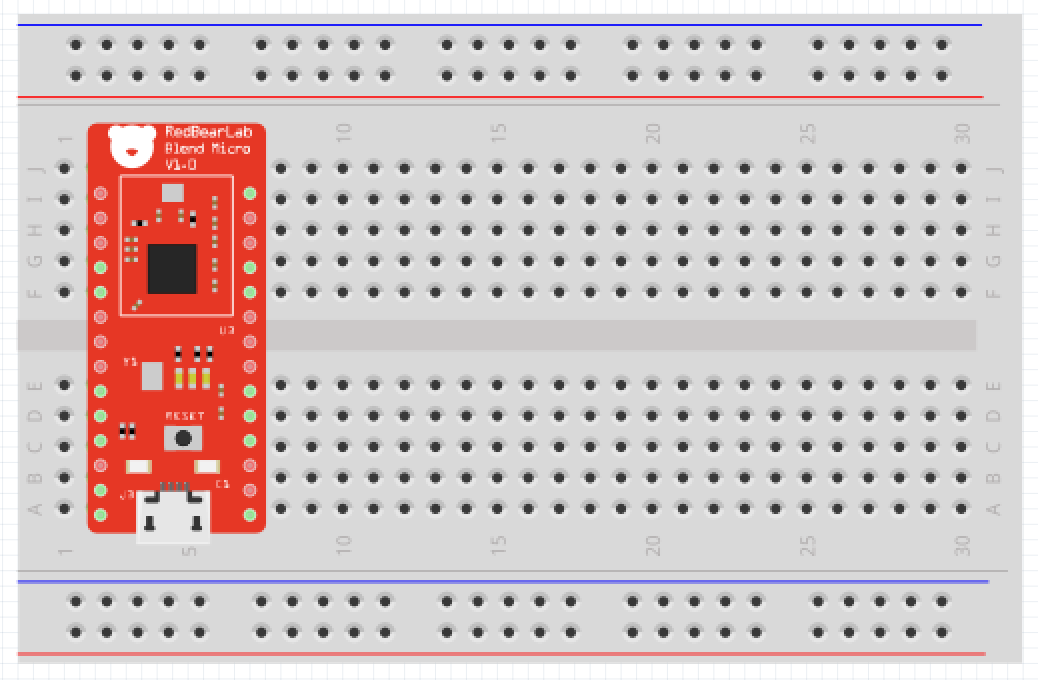 RedBearLab
Blend Micro
V1.0
1 10 15 20 25 30
J J
I I
H H
G G
F F
U3
Y1
E E
D D
RESET
C C
B B
C1
J3
A A
1 5 10 15 20 25 30